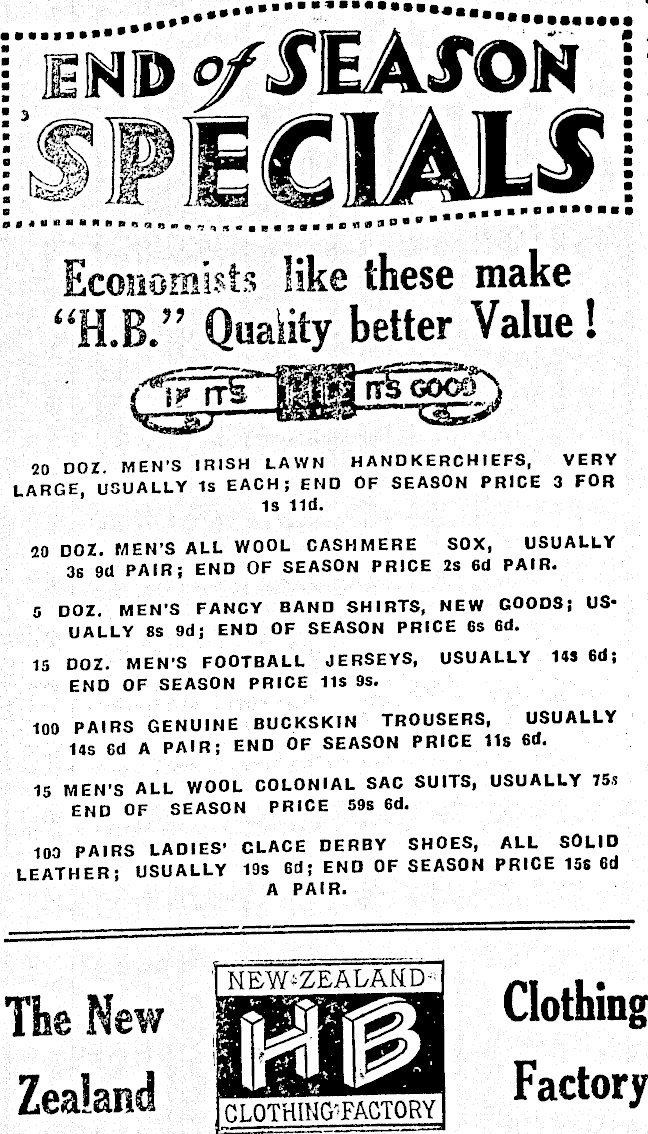 END of SEASON
SPECIALS
Economists like these make
"H.B." Quality better Value!
IF IT'S HB IT'S GOOD
20 DOZ. MEN'S IRISH LAWN HANDKERCHIEFS, VERY
LARGE, USUALLY 1s EACH; END OF SEASON PRICE 3 FOR
1s 11d.
20 DOZ. MEN'S ALL WOOL CASHMERE SOX, USUALLY
3s 9d PAIR; END OF SEASON PRICE 2s 6d PAIR.
5 DOZ. MEN'S FANCY BAND SHIRTS, NEW GOODS; US-
UALLY 8s 9d; END OF SEASON PRICE 6s 6d.
15 DOZ. MEN'S FOOTBALL JERSEYS, USUALLY 14s 6d;
END OF SEASON PRICE 11s 9s.
100 PAIRS GENUINE BUCKSKIN TROUSERS, USUALLY
14s 6d A PAIR; END OF SEASON PRICE 11s 6d.
15 MEN'S ALL WOOL COLONIAL SAC SUITS, USUALLY 75s
END OF SEASON PRICE 59s 6d.
100 PAIRS LADIES' GLACE DERBY SHOES, ALL SOLID
LEATHER; USUALLY 19s 6d; END OF SEASON PRICE 15s 6d
A PAIR.
The New
Zealand
NEW ZEALAND
HB
CLOTHING FACTORY
Clothing
Factory